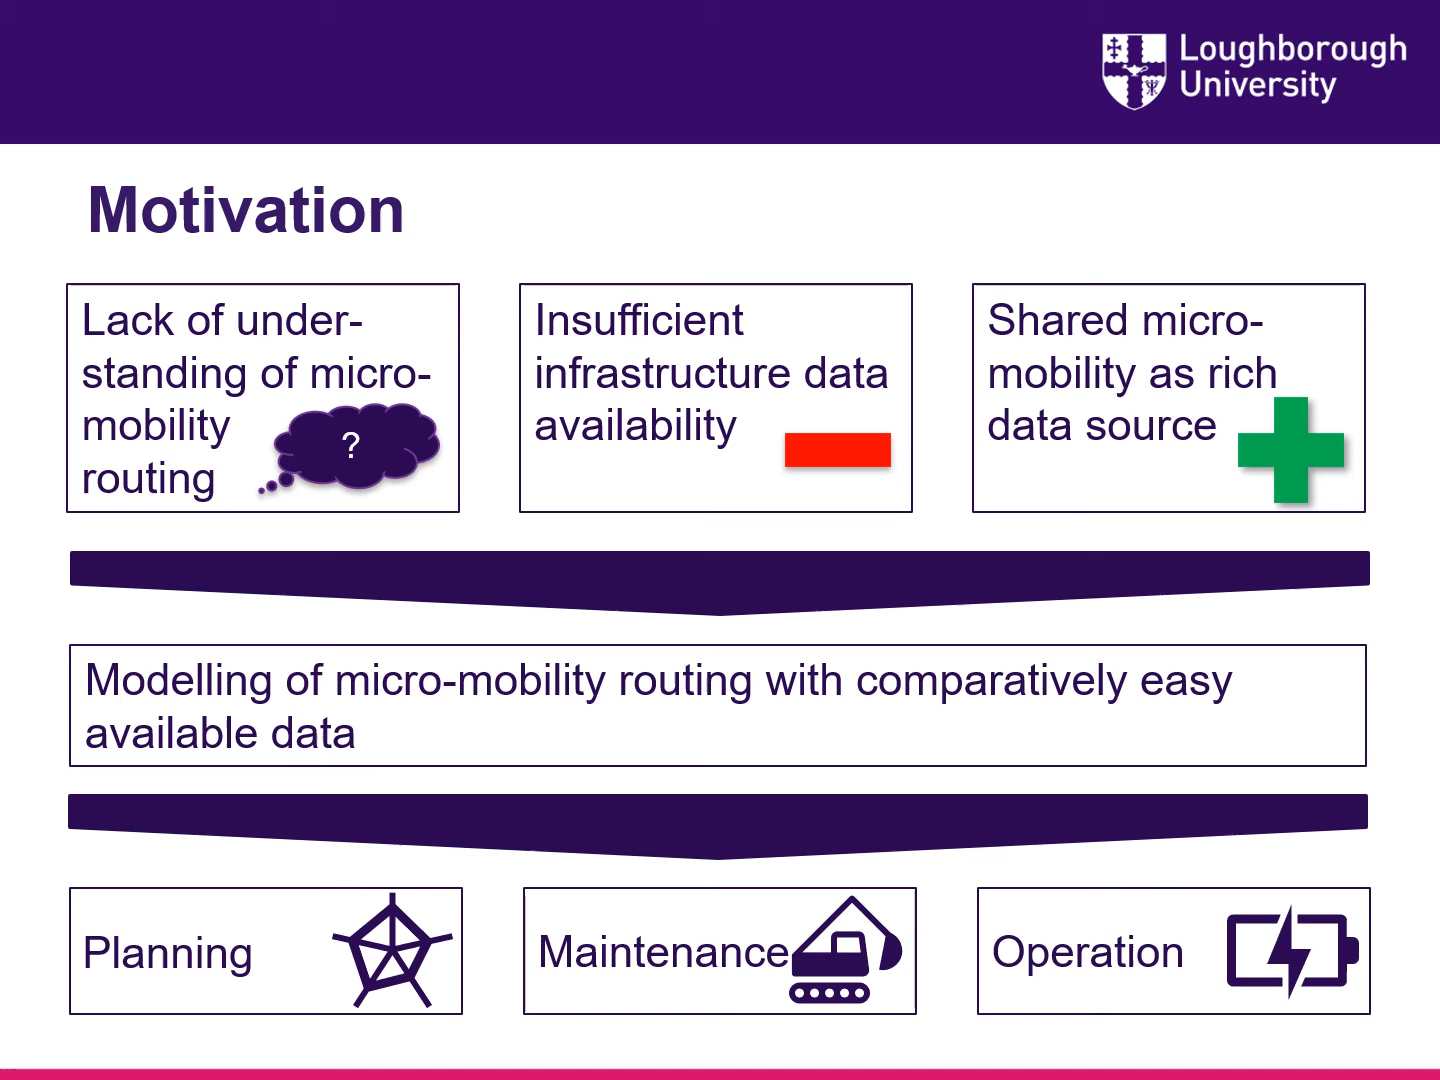 Loughborough
University
Motivation
Lack of under-
standing of micro-
mobility
routing
?
Insufficient
infrastructure data
availability
Shared micro-
mobility as rich
data source
Modelling of micro-mobility routing with comparatively easy
available data
Planning
Maintenance
Operation